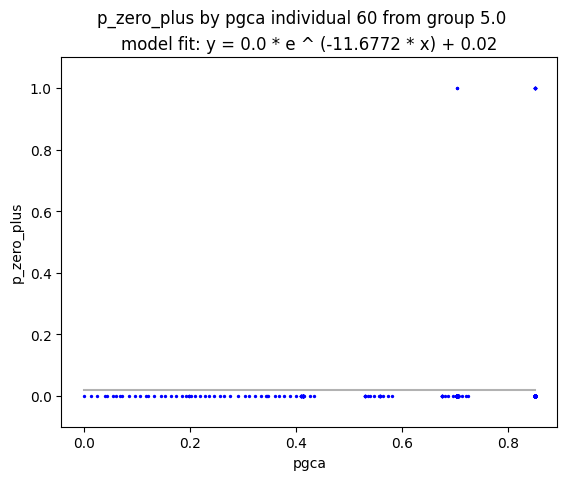 p_zero_plus by pgca individual 60 from group 5.0
model fit: y = 0.0 * e ^ (-11.6772 * x) + 0.02
1.0
0.8
0.6
0.4
0.2
0.0
p_zero_plus
0.0 0.2 0.4 0.6 0.8
pgca